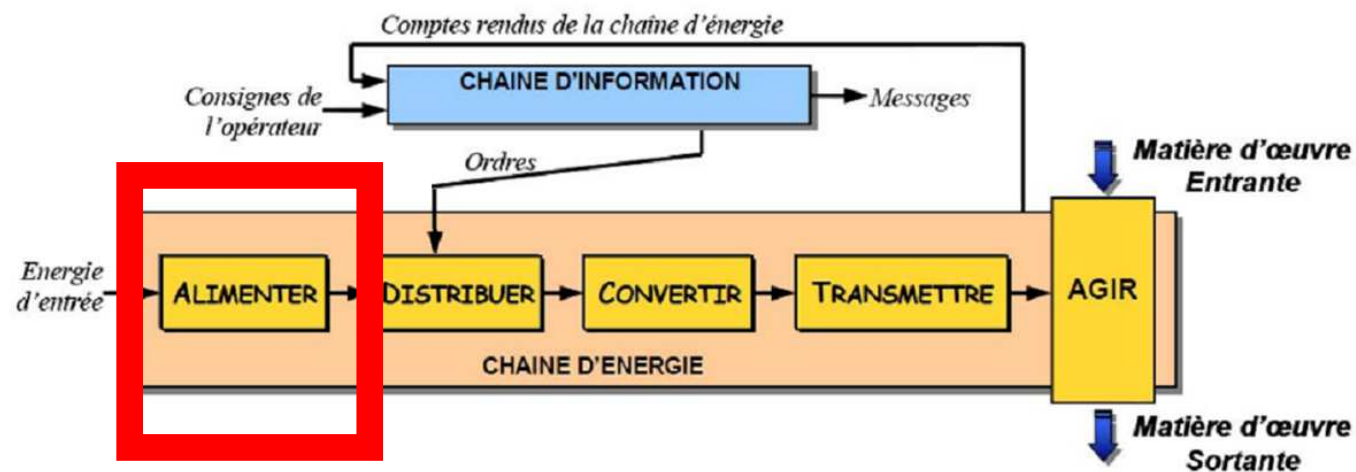 Comptes rendus de la chaîne d'énergie
CHAINE D'INFORMATION
Consignes de
l'opérateur
Messages
Ordres
Matière d'œuvre
Entrante
Energie
d'entrée
ALIMENTER
DISTRIBUER
CONVERTIR
TRANSMETTRE
AGIR
CHAINE D'ENERGIE
Matière d'œuvre
Sortante